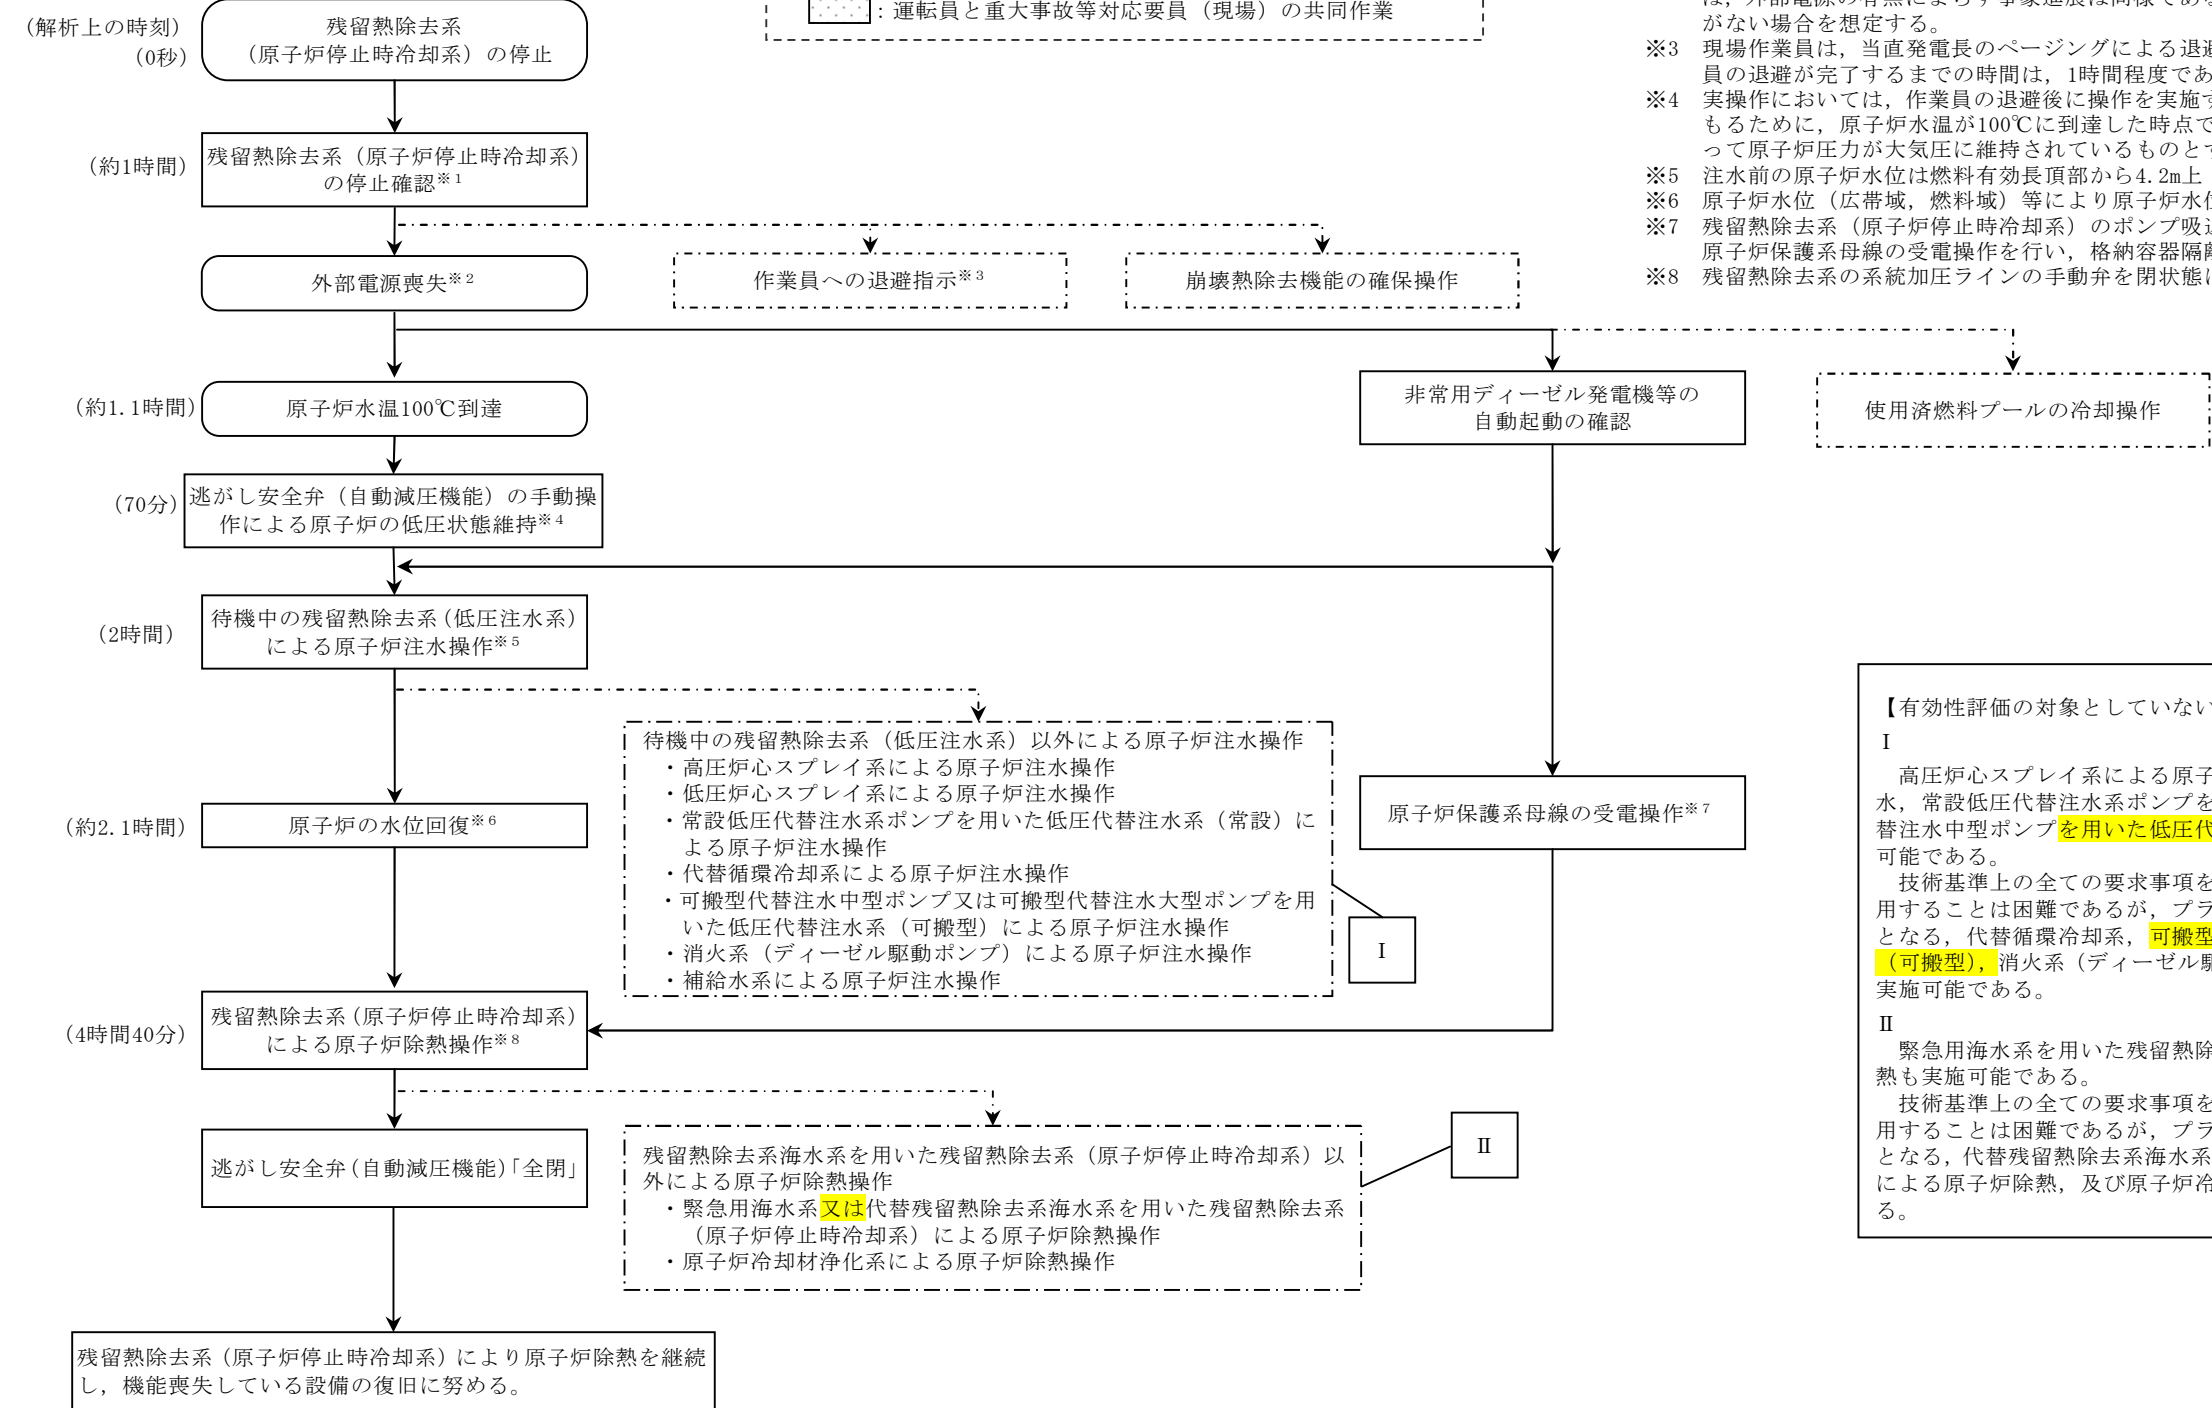 ：運転員と重大事故等対応要員（現場）の共同作業
がない場合を想定する。
※3 現場作業員は，当直発電長のページングによる退避
員の退避が完了するまでの時間は，1時間程度であ
※4 実操作においては，作業員の退避後に操作を実施す
もるために，原子炉水温が100℃に到達した時点で
って原子炉圧力が大気圧に維持されているものとす
※5 注水前の原子炉水位は燃料有効長頂部から4.2m上
※6 原子炉水位（広帯域，燃料域）等により原子炉水位
※7 残留熱除去系（原子炉停止時冷却系）のポンプ吸込
原子炉保護系母線の受電操作を行い，格納容器隔離
※8 残留熱除去系の系統加圧ラインの手動弁を閉状態に
（解析上の時刻）
（0秒）
残留熱除去系
（原子炉停止時冷却系）の停止
（約1時間）
残留熱除去系（原子炉停止時冷却系）
の停止確認※1
外部電源喪失※2
作業員への退避指示※3
崩壊熱除去機能の確保操作
（約1.1時間）
原子炉水温100℃到達
非常用ディーゼル発電機等の
自動起動の確認
使用済燃料プールの冷却操作
（70分）
逃がし安全弁（自動減圧機能）の手動操
作による原子炉の低圧状態維持※4
（2時間）
待機中の残留熱除去系（低圧注水系）
による原子炉注水操作※5
待機中の残留熱除去系（低圧注水系）以外による原子炉注水操作
・高圧炉心スプレイ系による原子炉注水操作
・低圧炉心スプレイ系による原子炉注水操作
・常設低圧代替注水系ポンプを用いた低圧代替注水系（常設）に
よる原子炉注水操作
・代替循環冷却系による原子炉注水操作
・可搬型代替注水中型ポンプ又は可搬型代替注水大型ポンプを用
いた低圧代替注水系（可搬型）による原子炉注水操作
・消火系（ディーゼル駆動ポンプ）による原子炉注水操作
・補給水系による原子炉注水操作
Ⅰ
（約2.1時間）
原子炉の水位回復※6
原子炉保護系母線の受電操作※7
（4時間40分）
残留熱除去系（原子炉停止時冷却系）
による原子炉除熱操作※8
逃がし安全弁（自動減圧機能）「全閉」
残留熱除去系海水系を用いた残留熱除去系（原子炉停止時冷却系）以
外による原子炉除熱操作
・緊急用海水系又は代替残留熱除去系海水系を用いた残留熱除去系
（原子炉停止時冷却系）による原子炉除熱操作
・原子炉冷却材浄化系による原子炉除熱操作
Ⅱ
残留熱除去系（原子炉停止時冷却系）により原子炉除熱を継続
し，機能喪失している設備の復旧に努める。
【有効性評価の対象としていない
Ⅰ
高圧炉心スプレイ系による原子
水，常設低圧代替注水系ポンプを
替注水中型ポンプを用いた低圧代
可能である。
技術基準上の全ての要求事項を
用することは困難であるが，プラ
となる，代替循環冷却系，可搬型
（可搬型），消火系（ディーゼル駆
実施可能である。
Ⅱ
緊急用海水系を用いた残留熱除
熱も実施可能である。
技術基準上の全ての要求事項を
用することは困難であるが，プラ
となる，代替残留熱除去系海水系
による原子炉除熱，及び原子炉冷
る。